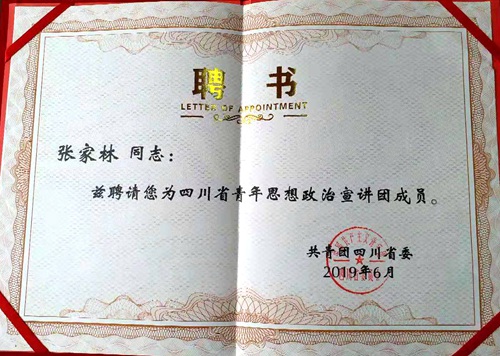 聘 书
LETTER OF APPOINTMENT
张家林 同志：
兹聘请您为四川省青年思想政治宣讲团成员。
共青团四川省委
2019年6月